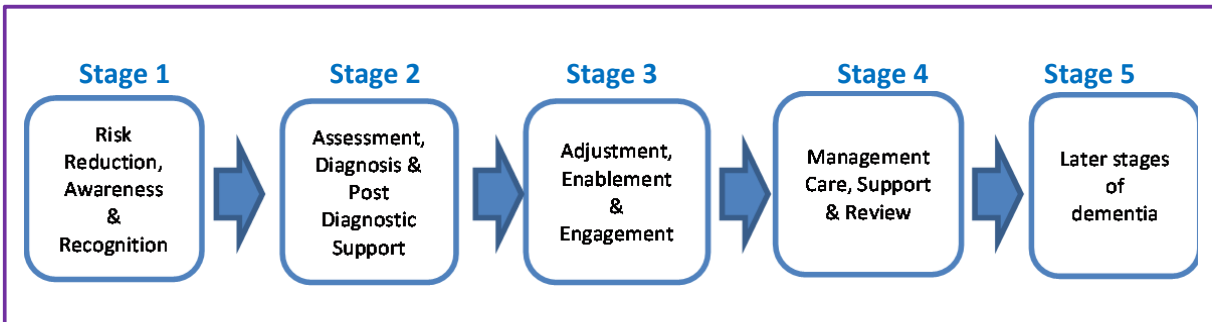 Stage 1
Risk
Reduction,
Awareness
&
Recognition
Stage 2
Assessment,
Diagnosis &
Post
Diagnostic
Support
Stage 3
Adjustment,
Enablement
&
Engagement
Stage 4
Management
Care, Support
& Review
Stage 5
Later stages
of
dementia